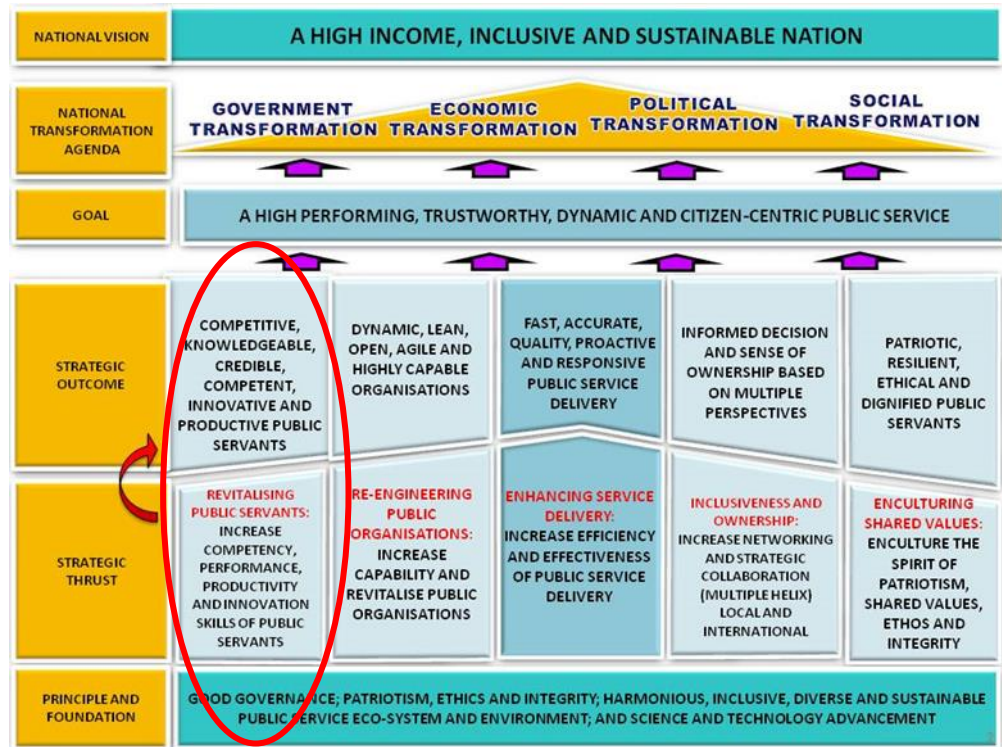 NATIONAL VISION
A HIGH INCOME, INCLUSIVE AND SUSTAINABLE NATION
NATIONAL
TRANSFORMATION
AGENDA
GOVERNMENT
TRANSFORMATION
ECONOMIC
TRANSFORMATION
POLITICAL
TRANSFORMATION
SOCIAL
TRANSFORMATION
GOAL
A HIGH PERFORMING, TRUSTWORTHY, DYNAMIC AND CITIZEN-CENTRIC PUBLIC SERVICE
STRATEGIC
OUTCOME
COMPETITIVE,
KNOWLEDGEABLE,
CREDIBLE,
COMPETENT,
INNOVATIVE AND
PRODUCTIVE PUBLIC
SERVANTS
DYNAMIC, LEAN,
OPEN, AGILE AND
HIGHLY CAPABLE
ORGANISATIONS
FAST, ACCURATE,
QUALITY, PROACTIVE
AND RESPONSIVE
PUBLIC SERVICE
DELIVERY
INFORMED DECISION
AND SENSE OF
OWNERSHIP BASED
ON MULTIPLE
PERSPECTIVES
PATRIOTIC,
RESILIENT,
ETHICAL AND
DIGNIFIED PUBLIC
SERVANTS
STRATEGIC
THRUST
REVITALISING
PUBLIC SERVANTS:
INCREASE
COMPETENCY,
PERFORMANCE,
PRODUCTIVITY
AND INNOVATION
SKILLS OF PUBLIC
SERVANTS
RE-ENGINEERING
PUBLIC
ORGANISATIONS:
INCREASE
CAPABILITY AND
REVITALISE PUBLIC
ORGANISATIONS
ENHANCING SERVICE
DELIVERY:
INCREASE EFFICIENCY
AND EFFECTIVENESS
OF PUBLIC SERVICE
DELIVERY
INCLUSIVENESS AND
OWNERSHIP:
INCREASE NETWORKING
AND STRATEGIC
COLLABORATION
(MULTIPLE HELIX)
LOCAL AND
INTERNATIONAL
ENCULTURING
SHARED VALUES:
ENCULTURE THE
SPIRIT OF
PATRIOTISM,
SHARED VALUES,
ETHOS AND
INTEGRITY
PRINCIPLE AND
FOUNDATION
GOOD GOVERNANCE; PATRIOTISM, ETHICS AND INTEGRITY; HARMONIOUS, INCLUSIVE, DIVERSE AND SUSTAINABLE
PUBLIC SERVICE ECO-SYSTEM AND ENVIRONMENT; AND SCIENCE AND TECHNOLOGY ADVANCEMENT